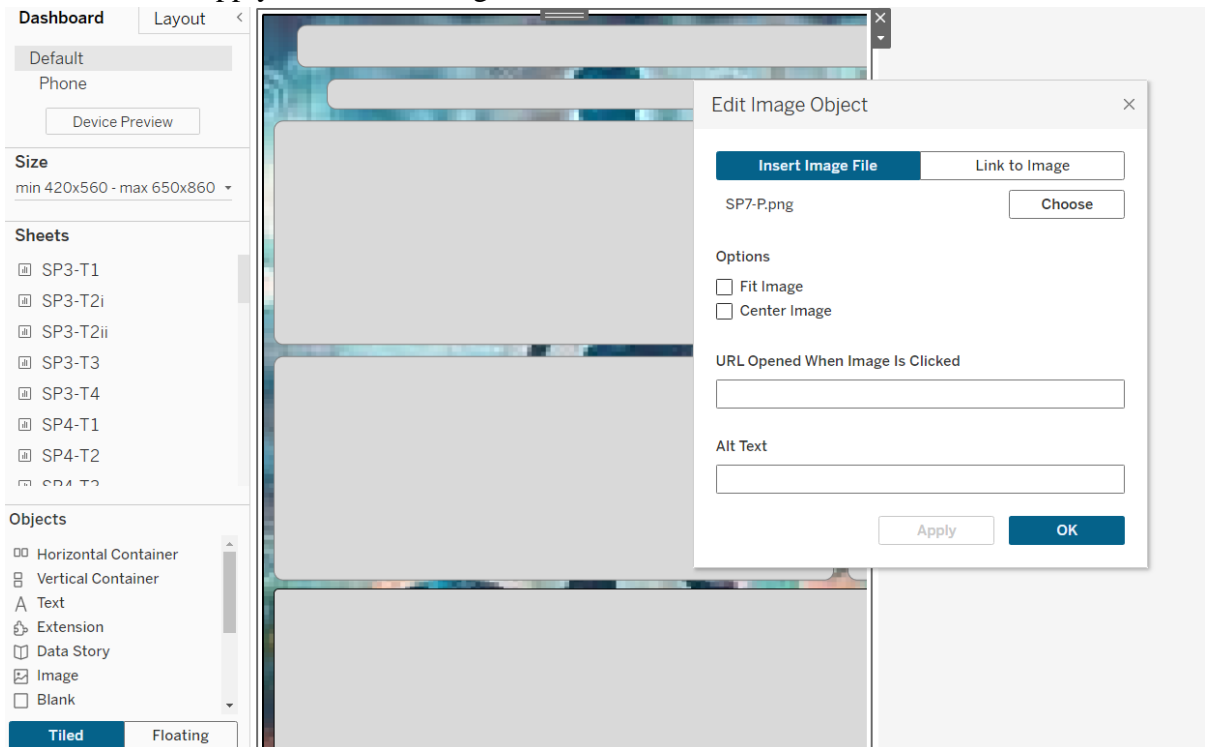 Dashboard
Layout
Default
Phone
Device Preview
Size
min 420x560 - max 650x860
Sheets
SP3-T1
SP3-T2i
SP3-T2ii
SP3-T3
SP3-T4
SP4-T1
SP4-T2
SP4-T3
Objects
Horizontal Container
Vertical Container
Text
Extension
Data Story
Image
Blank
Tiled
Floating
Edit Image Object
Insert Image File
Link to Image
SP7-P.png
Choose
Options
Fit Image
Center Image
URL Opened When Image Is Clicked
Alt Text
Apply
OK